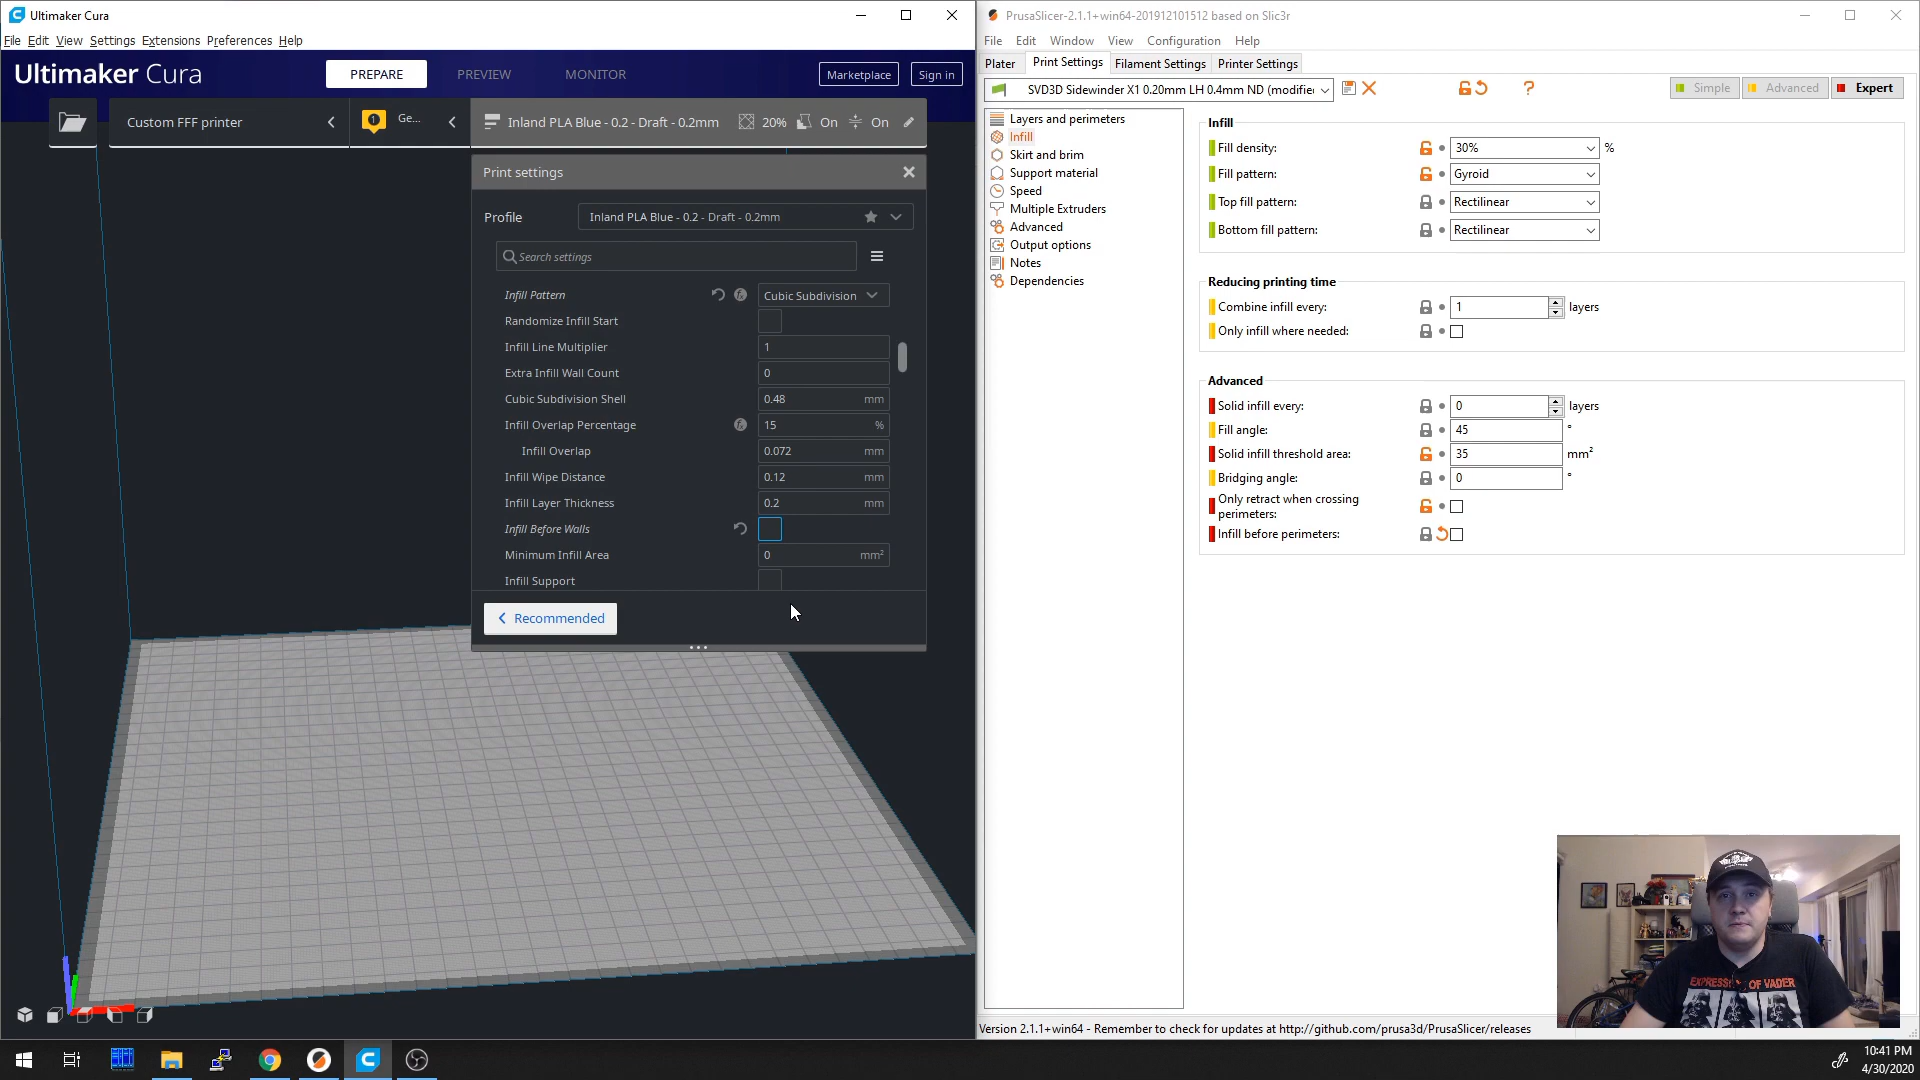 Ultimaker Cura
File Edit View Settings Extensions Preferences Help
Ultimaker Cura
PREPARE
PREVIEW
MONITOR
Marketplace
Sign in
Custom FFF printer
1
Ge...
Inland PLA Blue - 0.2 - Draft - 0.2mm
20%
On
On
Print settings
Profile
Inland PLA Blue - 0.2 - Draft - 0.2mm
Search settings
Infill Pattern
Cubic Subdivision
Randomize Infill Start
Infill Line Multiplier
1
Extra Infill Wall Count
0
Cubic Subdivision Shell
0.48 mm
Infill Overlap Percentage
15 %
Infill Overlap
0.072 mm
Infill Wipe Distance
0.12 mm
Infill Layer Thickness
0.2 mm
Infill Before Walls
Minimum Infill Area
0 mm²
Infill Support
Recommended
PrusaSlicer-2.1.1+win64-201912101512 based on Slic3r
File Edit Window View Configuration Help
Plater Print Settings Filament Settings Printer Settings
SVD3D Sidewinder X1 0.20mm LH 0.4mm ND (modifie
?
Simple
Advanced
Expert
Layers and perimeters
Infill
Skirt and brim
Support material
Speed
Multiple Extruders
Advanced
Output options
Notes
Dependencies
Infill
Fill density:
30%
%
Fill pattern:
Gyroid
Top fill pattern:
Rectilinear
Bottom fill pattern:
Rectilinear
Reducing printing time
Combine infill every:
1
layers
Only infill where needed:
Advanced
Solid infill every:
0
layers
Fill angle:
45
°
Solid infill threshold area:
35
mm²
Bridging angle:
0
°
Only retract when crossing
perimeters:
Infill before perimeters:
EXPRESS OF VADER
Version 2.1.1+win64 - Remember to check for updates at http://github.com/prusa3d/PrusaSlicer/releases
10:41 PM
4/30/2020